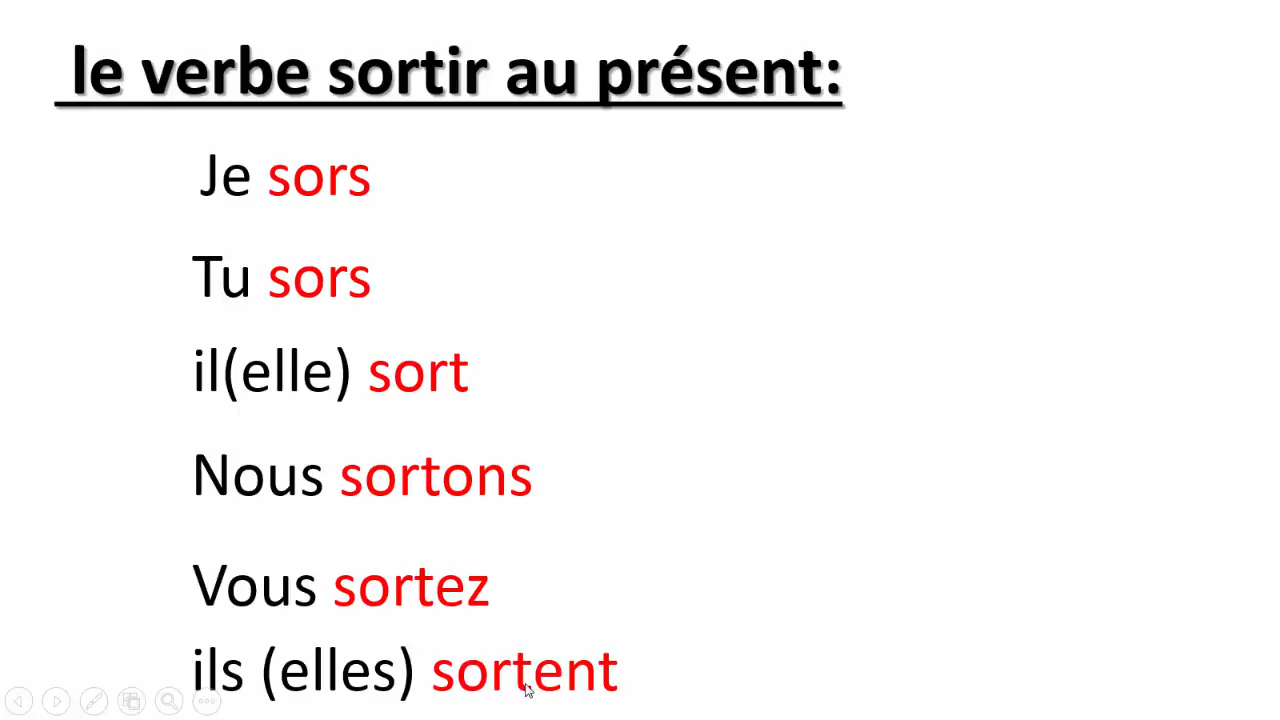 le verbe sortir au présent:
Je sors
Tu sors
il(elle) sort
Nous sortons
Vous sortez
ils (elles) sortent